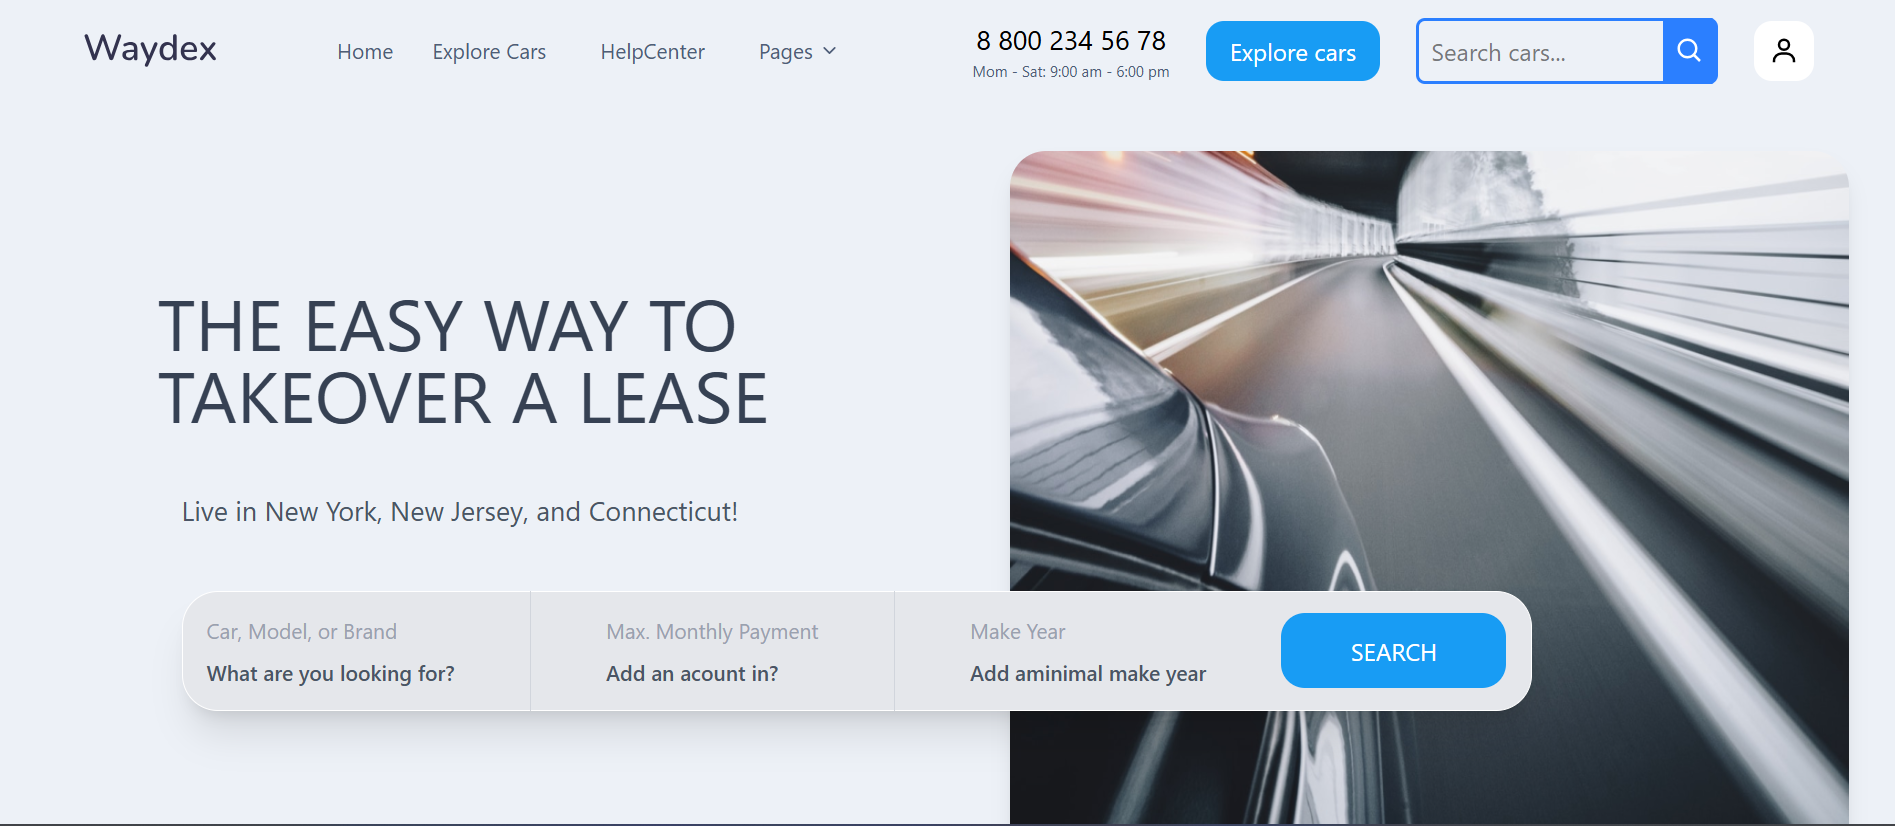 Waydex
Home
Explore Cars
HelpCenter
Pages
8 800 234 56 78
Mom - Sat: 9:00 am - 6:00 pm
Explore cars
Search cars...
THE EASY WAY TO
TAKEOVER A LEASE
Live in New York, New Jersey, and Connecticut!
Car, Model, or Brand
What are you looking for?
Max. Monthly Payment
Add an acount in?
Make Year
Add aminimal make year
SEARCH